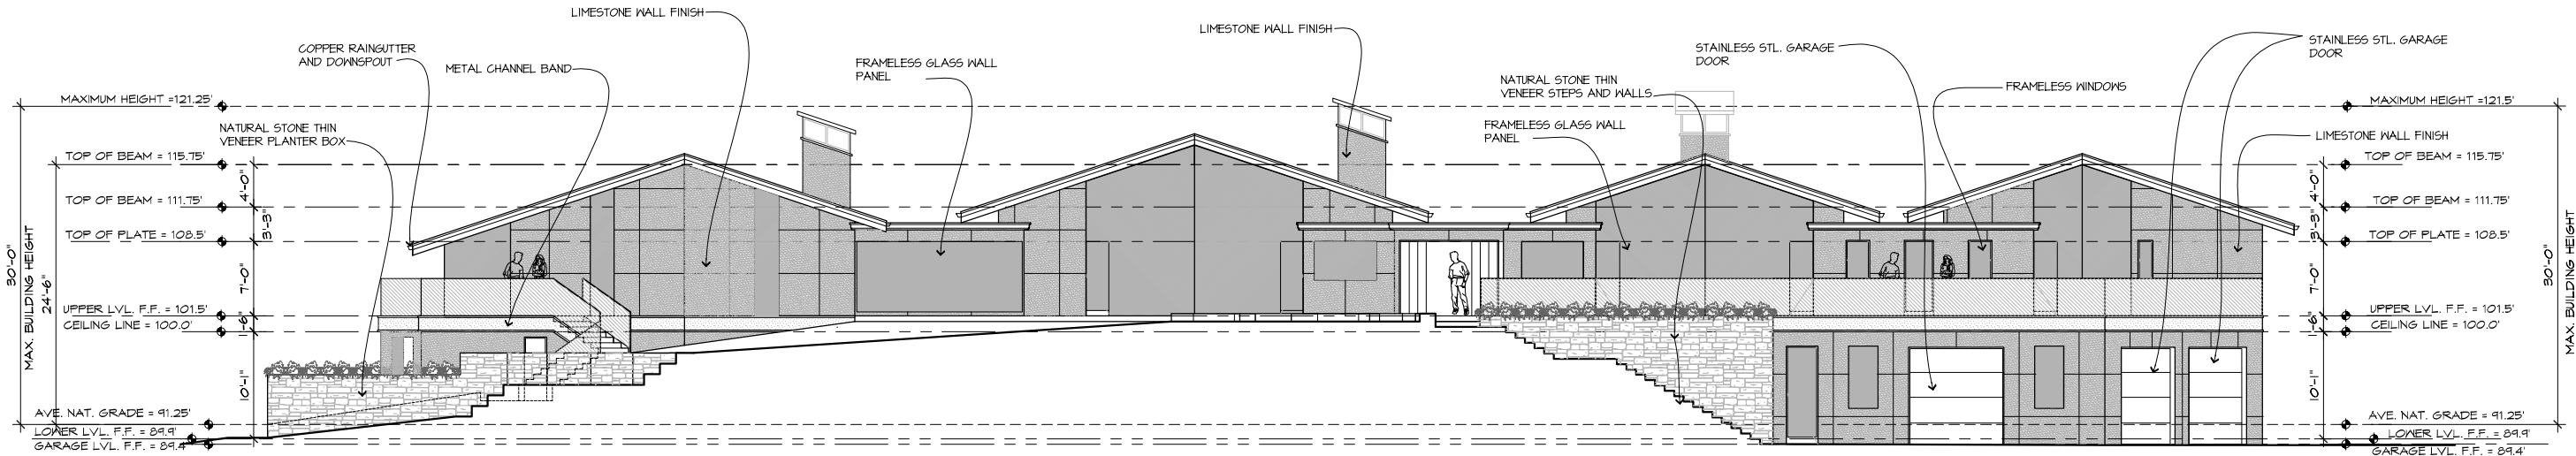 LIMESTONE WALL FINISH
COPPER RAINGUTTER
AND DOWNSPOUT
METAL CHANNEL BAND
FRAMELESS GLASS WALL
PANEL
LIMESTONE WALL FINISH
STAINLESS STL. GARAGE
DOOR
STAINLESS STL. GARAGE
DOOR
NATURAL STONE THIN
VENEER STEPS AND WALLS
FRAMELESS WINDOWS
FRAMELESS GLASS WALL
PANEL
LIMESTONE WALL FINISH
NATURAL STONE THIN
VENEER PLANTER BOX
MAXIMUM HEIGHT =121.25'
TOP OF BEAM = 115.75'
TOP OF BEAM = 111.75'
TOP OF PLATE = 108.5'
UPPER LVL. F.F. = 101.5'
CEILING LINE = 100.0'
AVE. NAT. GRADE = 91.25'
LOWER LVL. F.F. = 89.9'
GARAGE LVL. F.F. = 89.4'
30'-0"
MAX. BUILDING HEIGHT
24'-6"
4'-0"
3'-3"
7'-0"
1'-6"
10'-1"
MAXIMUM HEIGHT =121.5'
TOP OF BEAM = 115.75'
TOP OF BEAM = 111.75'
TOP OF PLATE = 108.5'
UPPER LVL. F.F. = 101.5'
CEILING LINE = 100.0'
AVE. NAT. GRADE = 91.25'
LOWER LVL. F.F. = 89.9'
GARAGE LVL. F.F. = 89.4'
4'-0"
3'-3"
7'-0"
1'-6"
10'-1"
30'-0"
MAX. BUILDING HEIGHT